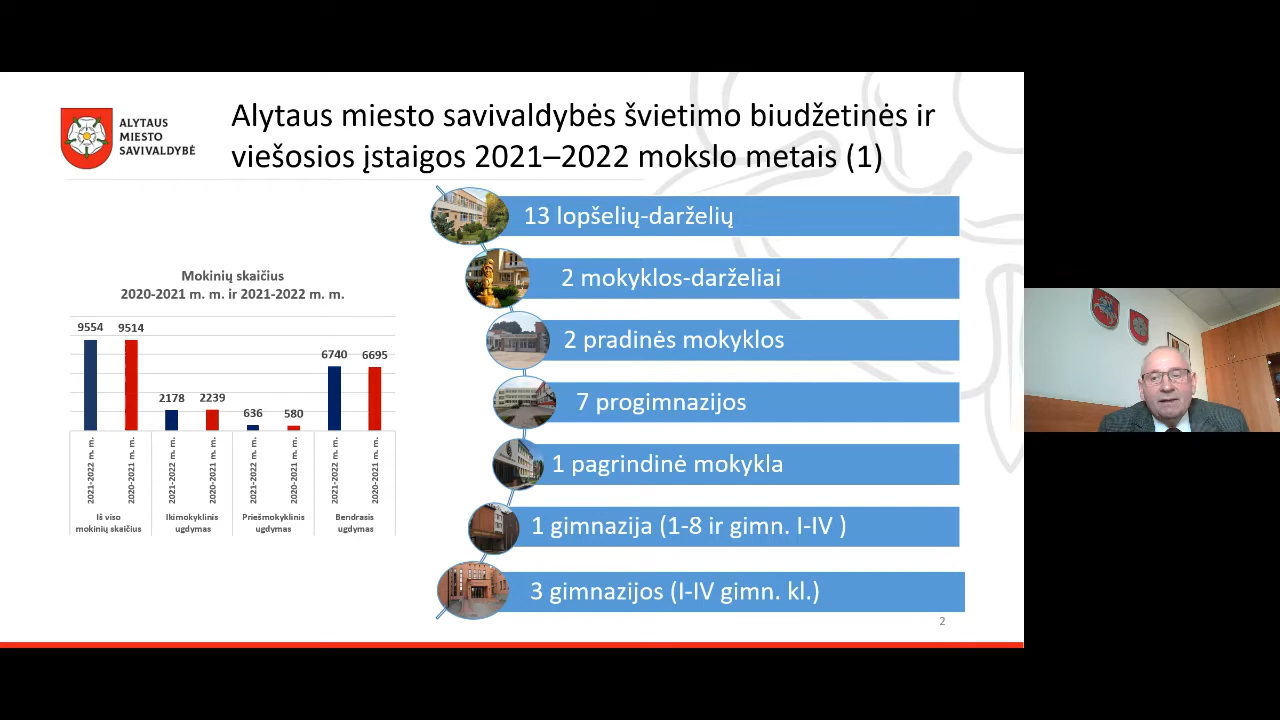 ALYTAUS
MIESTO
SAVIVALDYBĖ
Alytaus miesto savivaldybės švietimo biudžetinės ir
viešosios įstaigos 2021–2022 mokslo metais (1)
Mokinių skaičius
2020-2021 m. m. ir 2021-2022 m. m.
9554
9514
2178
2239
636
580
6740
6695
2021-2022 m. m.
2020-2021 m. m.
2021-2022 m. m.
2020-2021 m. m.
2021-2022 m. m.
2020-2021 m. m.
2021-2022 m. m.
2020-2021 m. m.
Iš viso
mokinių skaičius
Ikimokyklinis
ugdymas
Priešmokyklinis
ugdymas
Bendrasis
ugdymas
13 lopšelių-darželių
2 mokyklos-darželiai
2 pradinės mokyklos
7 progimnazijos
1 pagrindinė mokykla
1 gimnazija (1-8 ir gimn. I-IV )
3 gimnazijos (I-IV gimn. kl.)
2